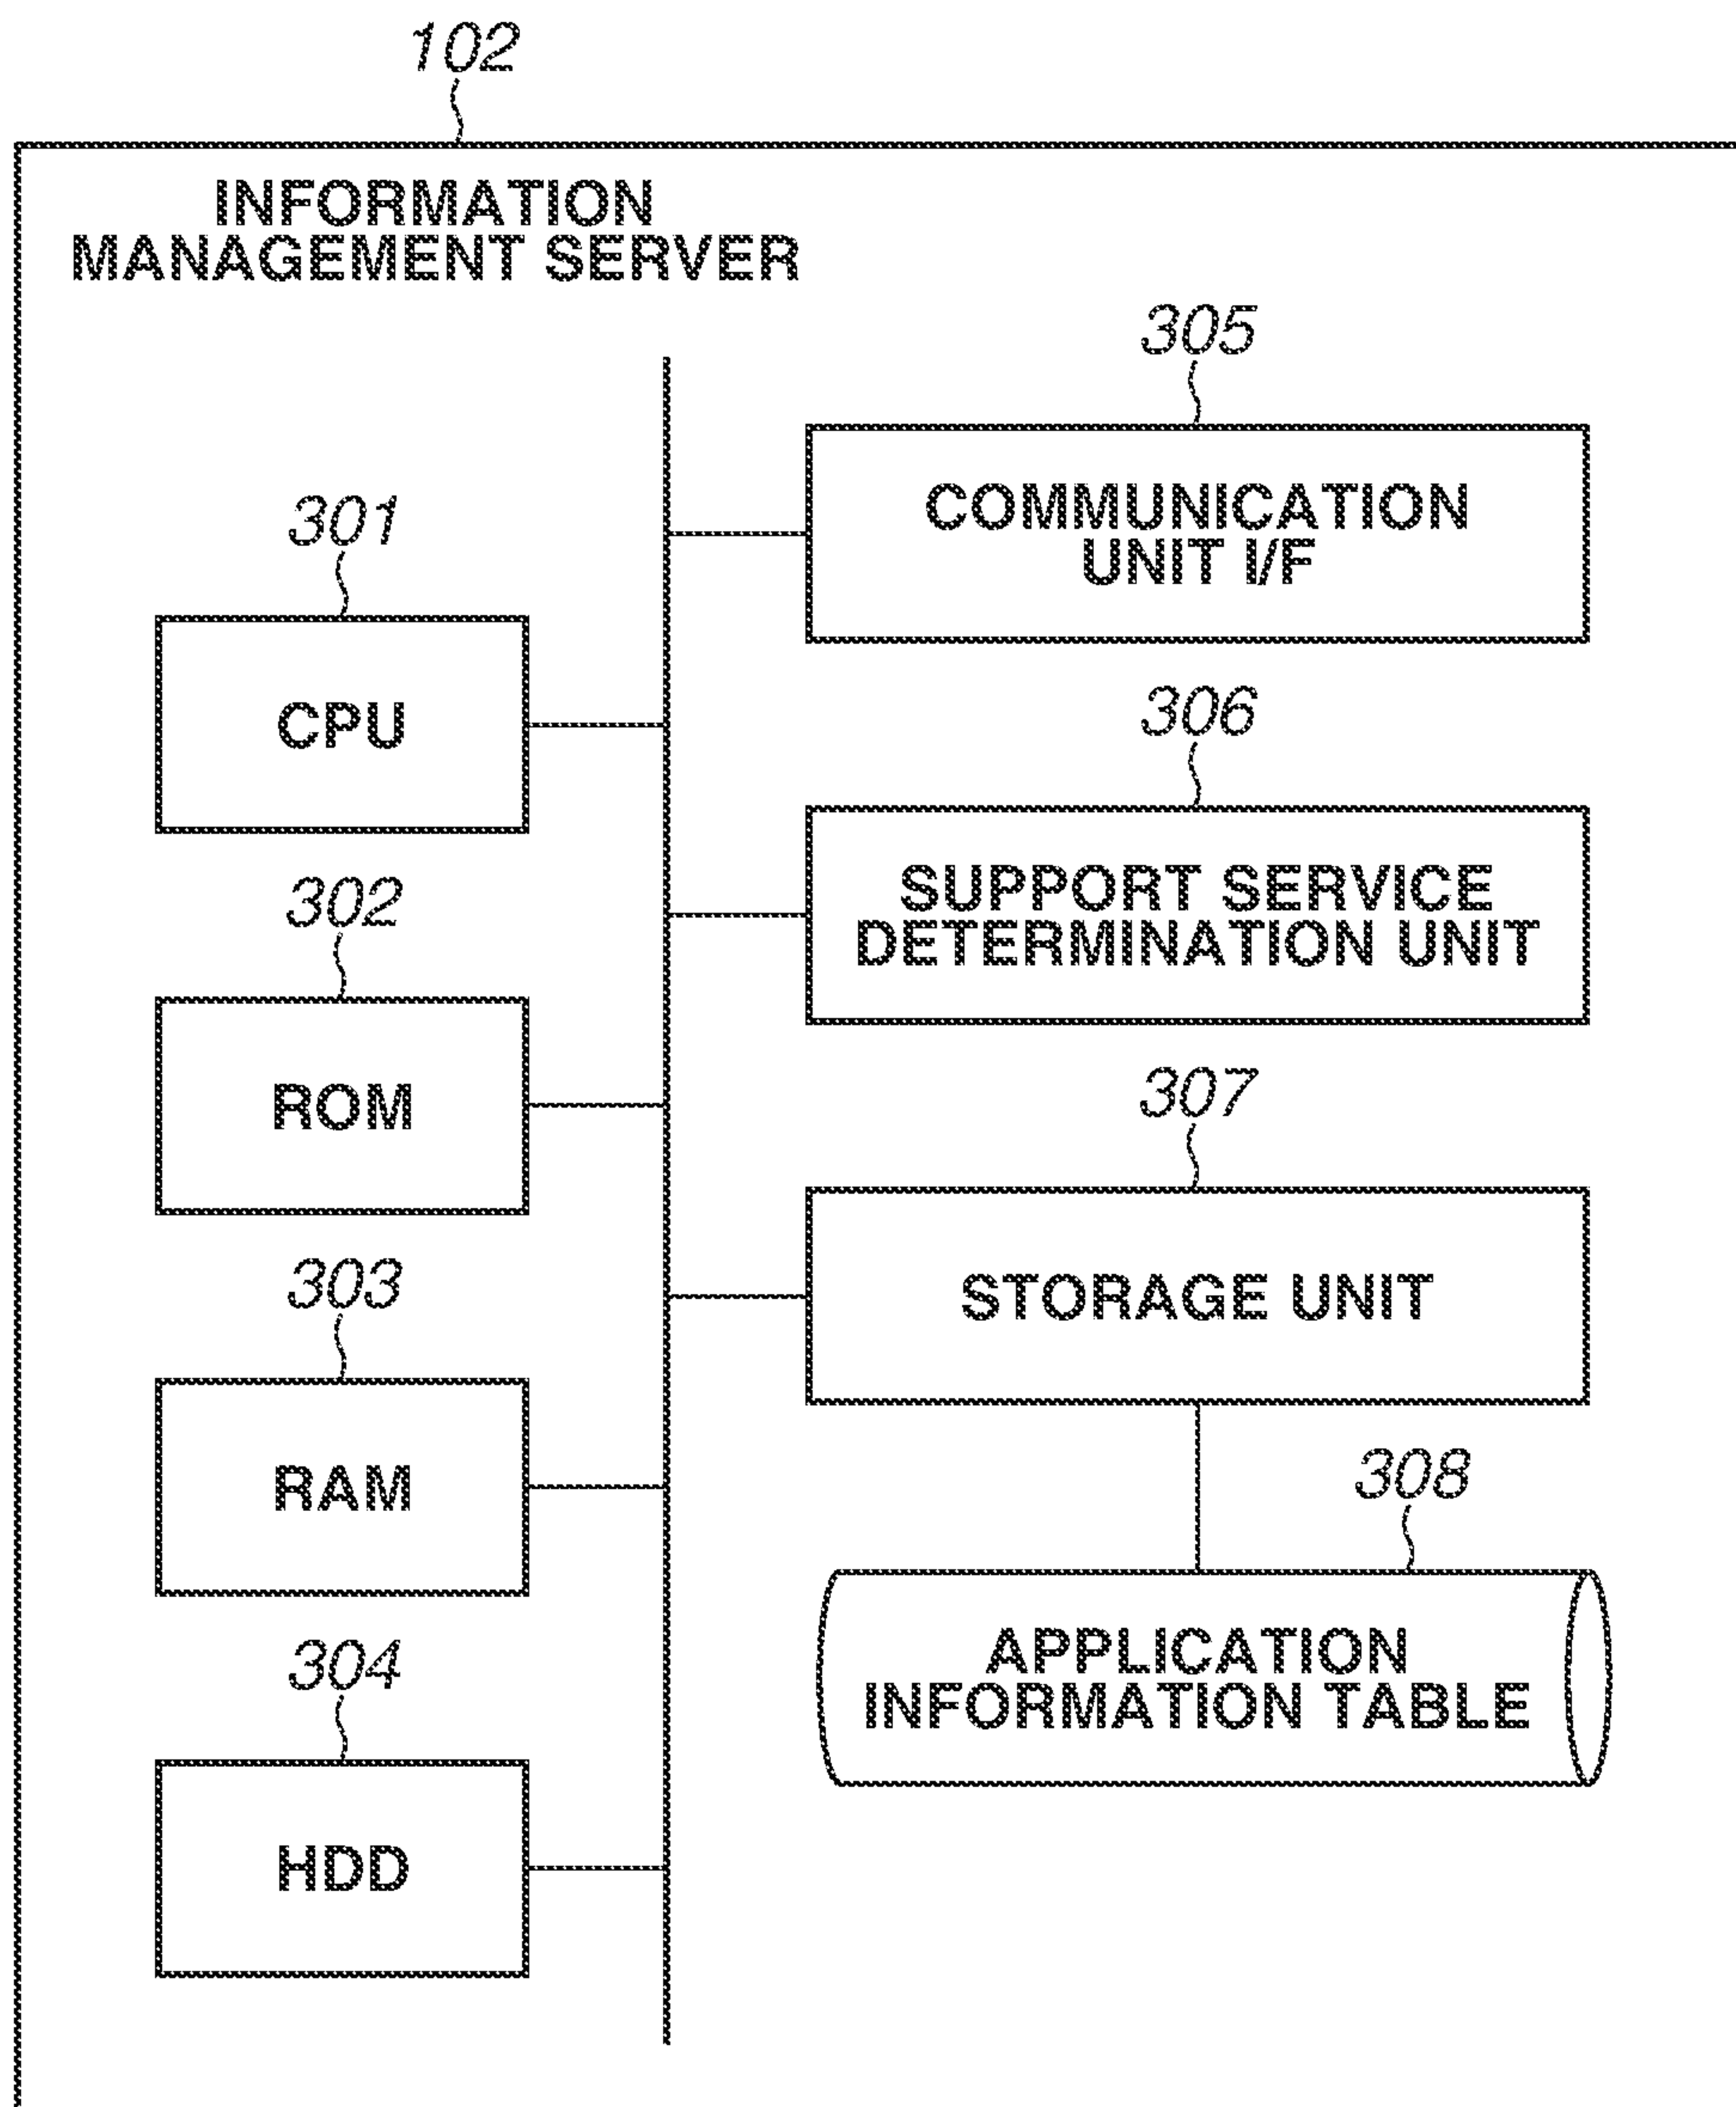 102
INFORMATION
MANAGEMENT SERVER
301
CPU
302
ROM
303
RAM
304
HDD
305
COMMUNICATION
UNIT I/F
306
SUPPORT SERVICE
DETERMINATION UNIT
307
STORAGE UNIT
308
APPLICATION
INFORMATION TABLE